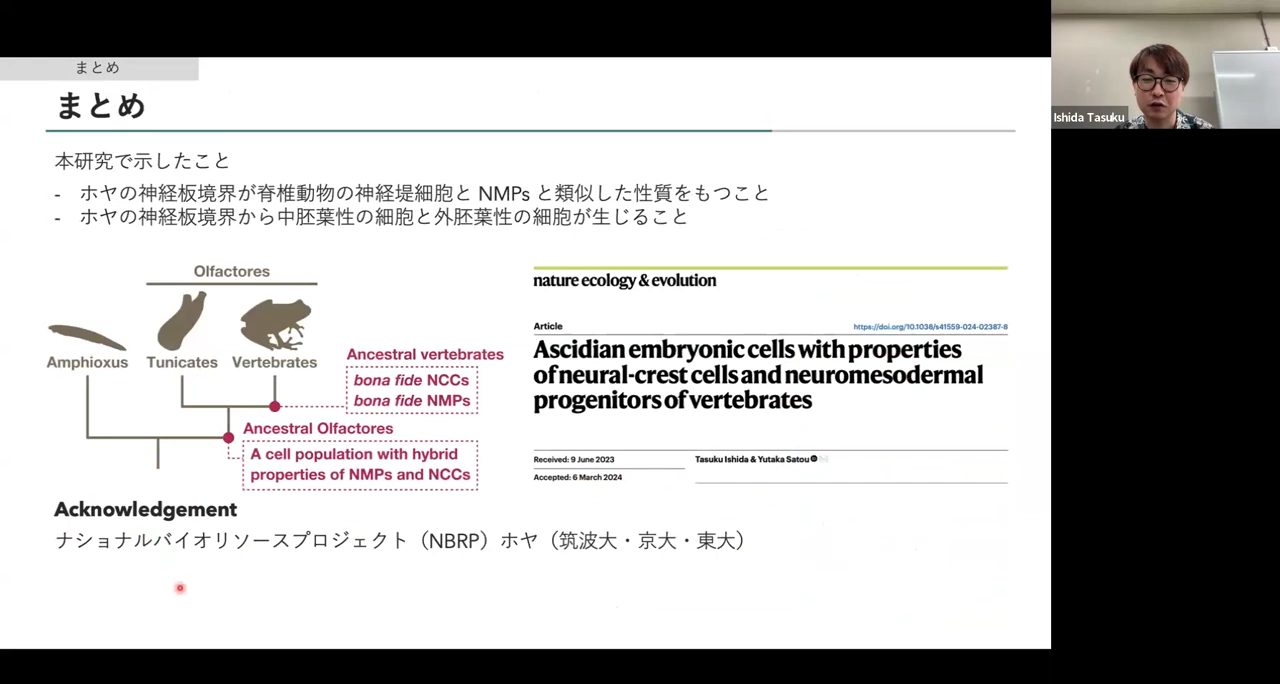 まとめ
まとめ
本研究で示したこと
- ホヤの神経板境界が脊椎動物の神経堤細胞と NMPs と類似した性質をもつこと
- ホヤの神経板境界から中胚葉性の細胞と外胚葉性の細胞が生じること
Olfactores
Amphioxus Tunicates Vertebrates
Ancestral vertebrates
bona fide NCCs
bona fide NMPs
Ancestral Olfactores
A cell population with hybrid
properties of NMPs and NCCs
nature ecology & evolution
Article https://doi.org/10.1038/s41559-024-02387-8
Ascidian embryonic cells with properties
of neural-crest cells and neuromesodermal
progenitors of vertebrates
Received: 9 June 2023
Accepted: 6 March 2024
Tasuku Ishida & Yutaka Satou
Acknowledgement
ナショナルバイオリソースプロジェクト（NBRP）ホヤ（筑波大・京大・東大）
Ishida Tasuku